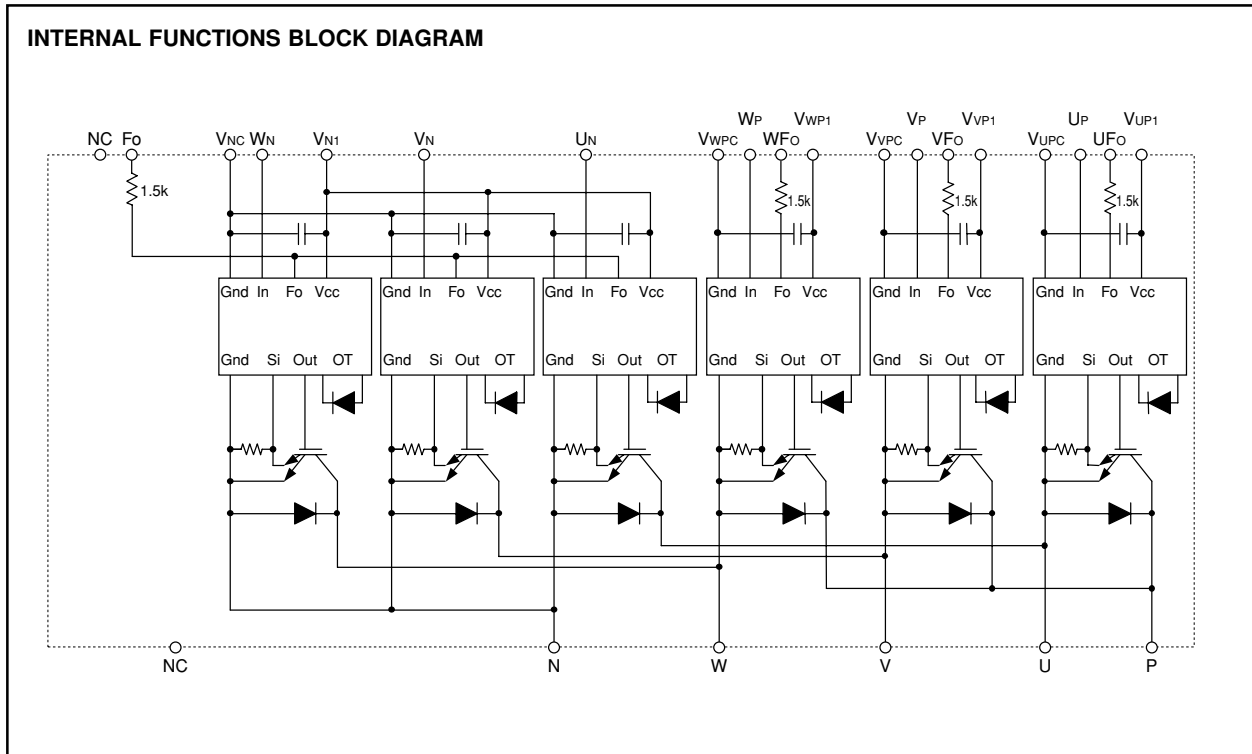 INTERNAL FUNCTIONS BLOCK DIAGRAM
WP VWP1 VP VVP1 UP VUP1
NC FO VNC WN VN1 VN UN VWPC WFO VVPC VFO VUPC UFO
1.5k 1.5k 1.5k 1.5k
Gnd In Fo Vcc Gnd In Fo Vcc Gnd In Fo Vcc Gnd In Fo Vcc Gnd In Fo Vcc Gnd In Fo Vcc
Gnd Si Out OT Gnd Si Out OT Gnd Si Out OT Gnd Si Out OT Gnd Si Out OT Gnd Si Out OT
NC N W V U P